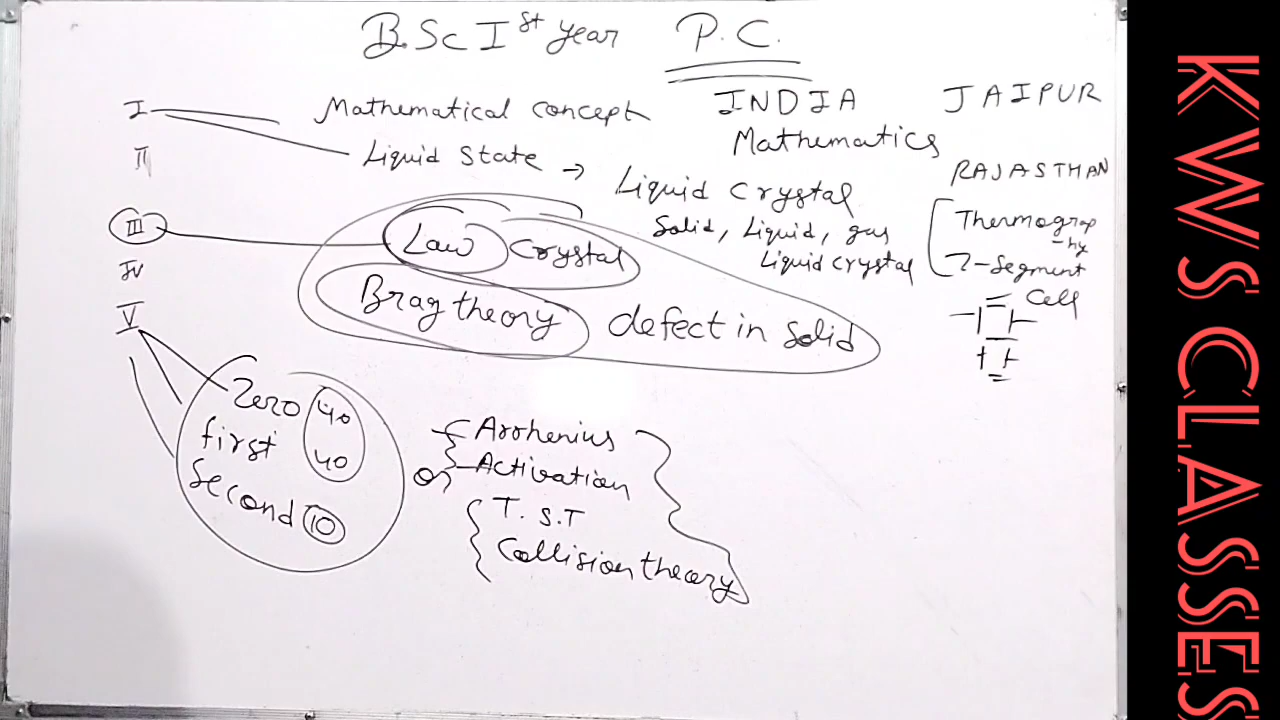 B.Sc Ist year P.C.
INDIA
JAIPUR
I Mathematical concept
Mathematics
II Liquid State → Liquid Crystal
RAJASTHAN
Solid, Liquid, gas
Liquid crystal
Thermograp
-hy
7-Segment
Cell
III Law Crystal
IV Brag theory defect in Solid
V
Zero 40
first 40
Second 10
or
Arrhenius
Activation
T.S.T
Collision theory
KWS CLASSES